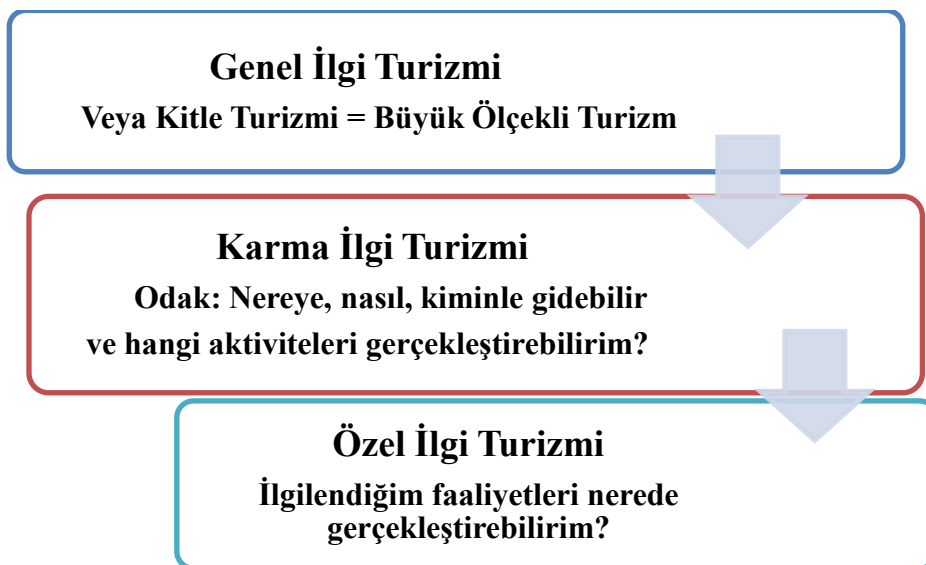 Genel İlgi Turizmi
Veya Kitle Turizmi = Büyük Ölçekli Turizm
Karma İlgi Turizmi
Odak: Nereye, nasıl, kiminle gidebilir
ve hangi aktiviteleri gerçekleştirebilirim?
Özel İlgi Turizmi
İlgilendiğim faaliyetleri nerede
gerçekleştirebilirim?